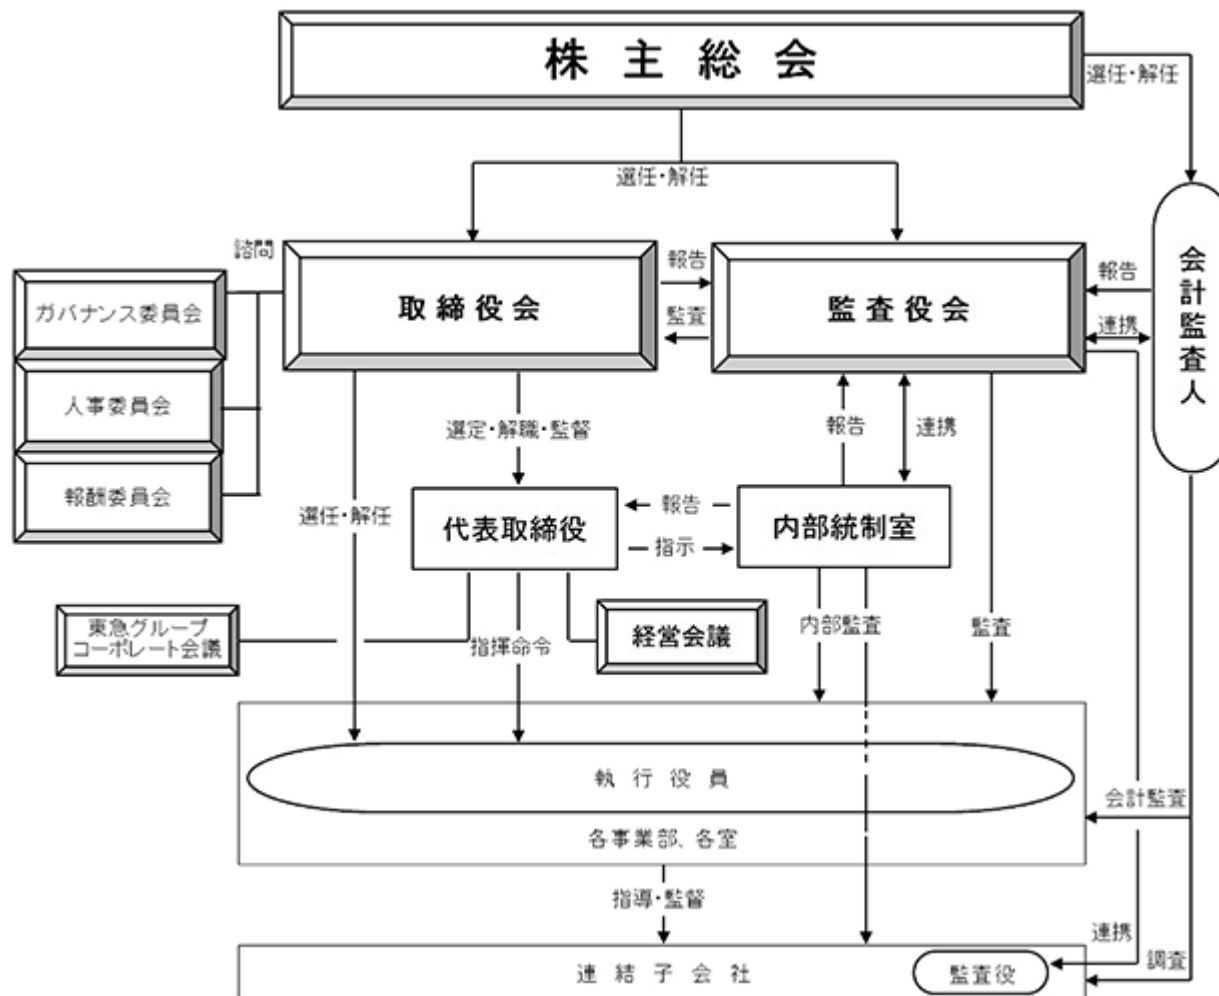 株主総会
選任・解任
選任・解任
諮問
取締役会
報告
監査
監査役会
報告
連携
会計監査人
ガバナンス委員会
人事委員会
報酬委員会
選定・解職・監督
報告
連携
選任・解任
代表取締役
報告
指示
内部統制室
東急グループ
コーポレート会議
指揮命令
経営会議
内部監査
監査
執行役員
各事業部、各室
会計監査
指導・監督
連携
調査
連結子会社
監査役